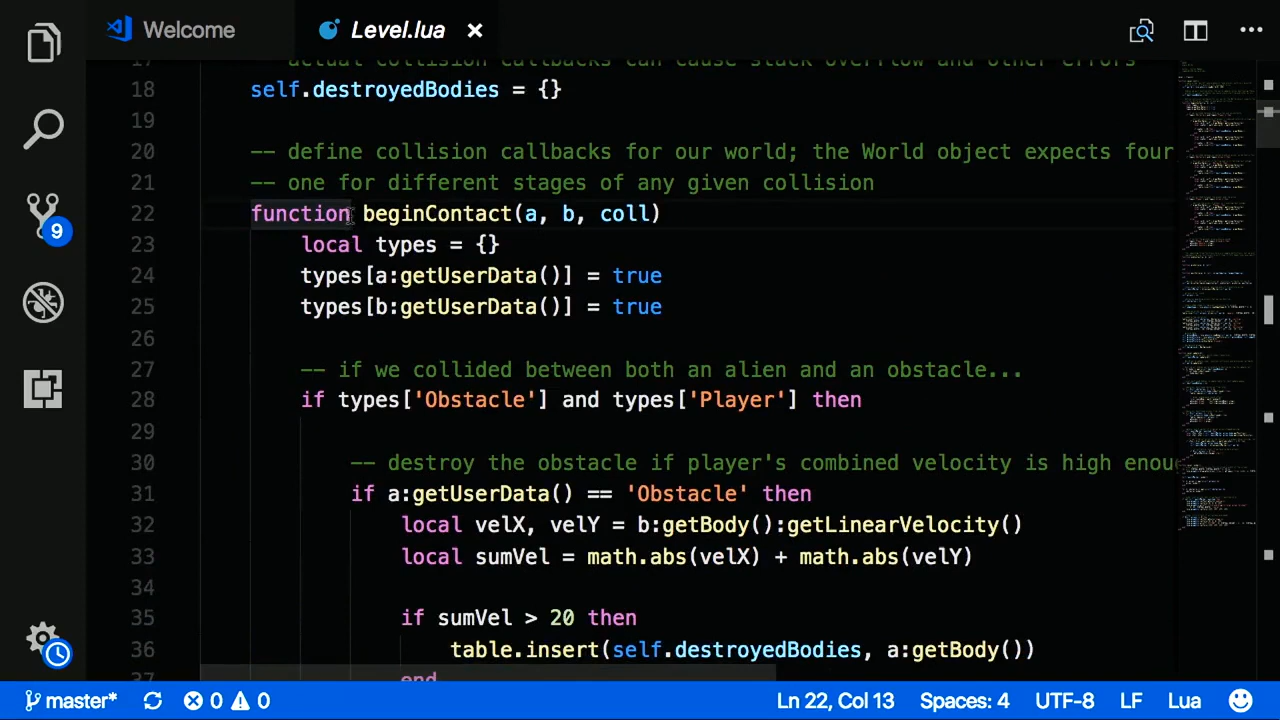 Welcome
Level.lua
17 actual collision callbacks can cause stack overflow and other errors
18 self.destroyedBodies = {}
19
20 -- define collision callbacks for our world; the World object expects four
21 -- one for different stages of any given collision
22 function beginContact(a, b, coll)
23 local types = {}
24 types[a:getUserData()] = true
25 types[b:getUserData()] = true
26
27 -- if we collided between both an alien and an obstacle...
28 if types['Obstacle'] and types['Player'] then
29
30 -- destroy the obstacle if player's combined velocity is high enou
31 if a:getUserData() == 'Obstacle' then
32 local velX, velY = b:getBody():getLinearVelocity()
33 local sumVel = math.abs(velX) + math.abs(velY)
34
35 if sumVel > 20 then
36 table.insert(self.destroyedBodies, a:getBody())
37 end
9
master* 0 0 Ln 22, Col 13 Spaces: 4 UTF-8 LF Lua